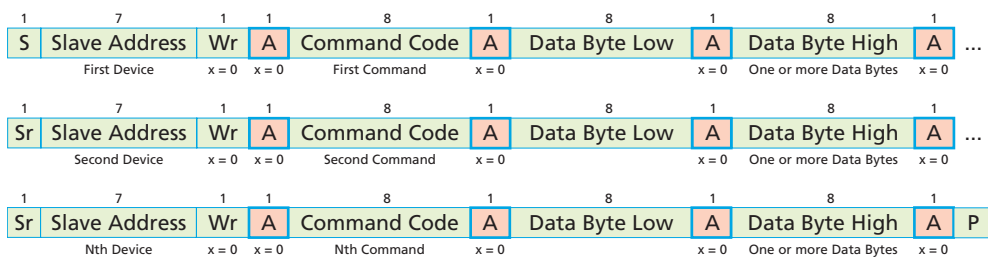 1 7 1 1 8 1 8 1 8 1
S Slave Address Wr A Command Code A Data Byte Low A Data Byte High A ...
First Device x = 0 x = 0 First Command x = 0 x = 0 One or more Data Bytes x = 0
1 7 1 1 8 1 8 1 8 1
Sr Slave Address Wr A Command Code A Data Byte Low A Data Byte High A ...
Second Device x = 0 x = 0 Second Command x = 0 x = 0 One or more Data Bytes x = 0
1 7 1 1 8 1 8 1 8 1 1
Sr Slave Address Wr A Command Code A Data Byte Low A Data Byte High A P
Nth Device x = 0 x = 0 Nth Command x = 0 x = 0 One or more Data Bytes x = 0